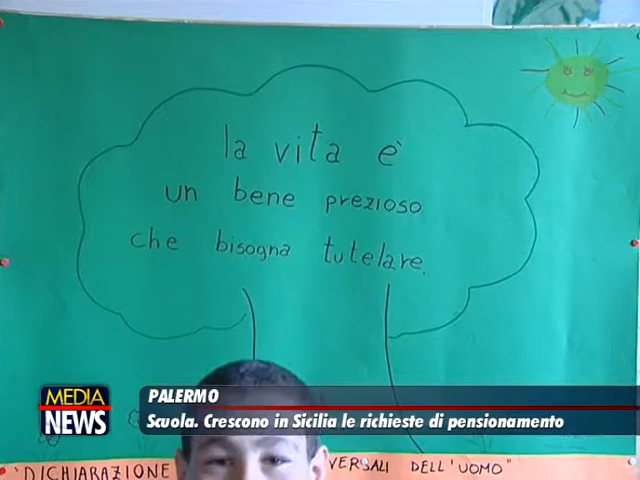 la vita è
un bene prezioso
che bisogna tutelare.
MEDIA
NEWS
PALERMO
Scuola. Crescono in Sicilia le richieste di pensionamento
"DICHIARAZIONE VERSALI DELL'UOMO"